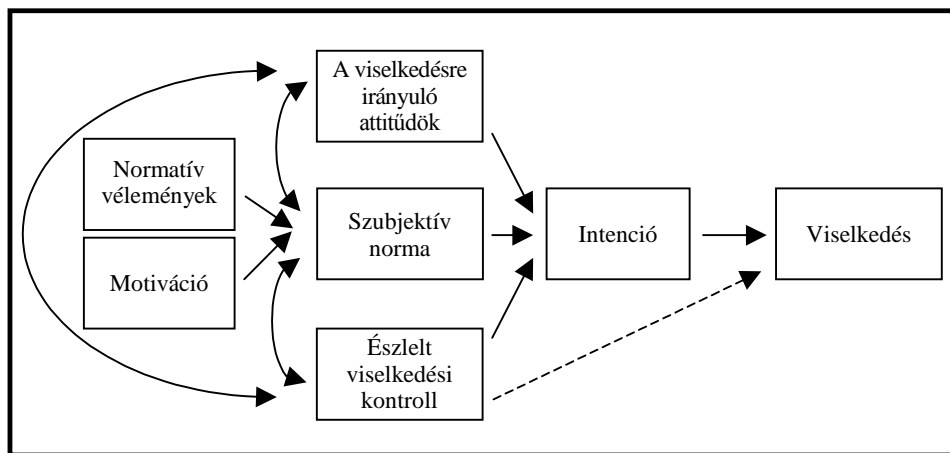 A viselkedésre
irányuló
attitűdök
Normatív
vélemények
Motiváció
Szubjektív
norma
Észlelt
viselkedési
kontroll
Intenció
Viselkedés